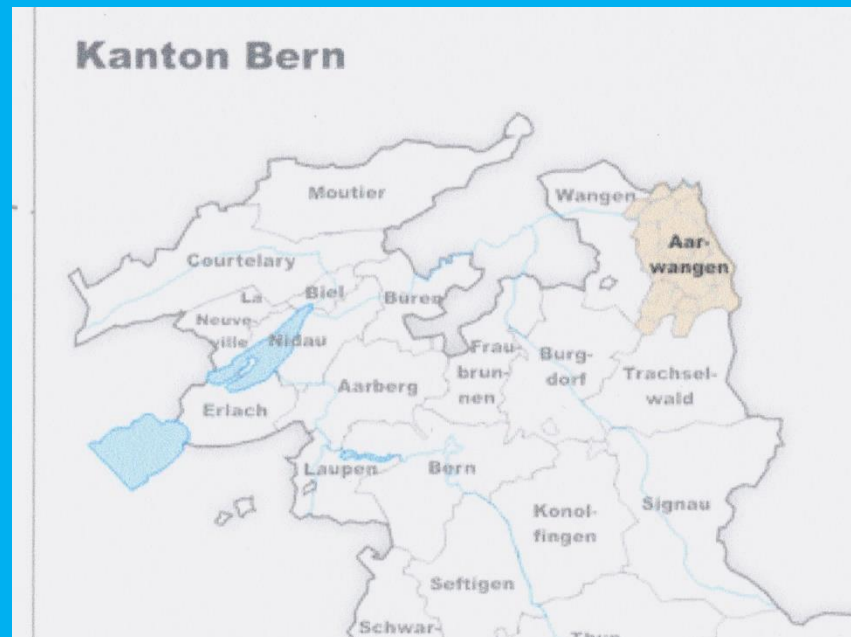 Kanton Bern
Moutier
Wangen
Aar-
wangen
Courtelary
La
Neuve-
ville
Biel
Büren
Nidau
Frau-
brun-
nen
Burg-
dorf
Trachsel-
wald
Aarberg
Erlach
Laupen
Bern
Signau
Konol-
fingen
Seftigen
Schwar-
Thun